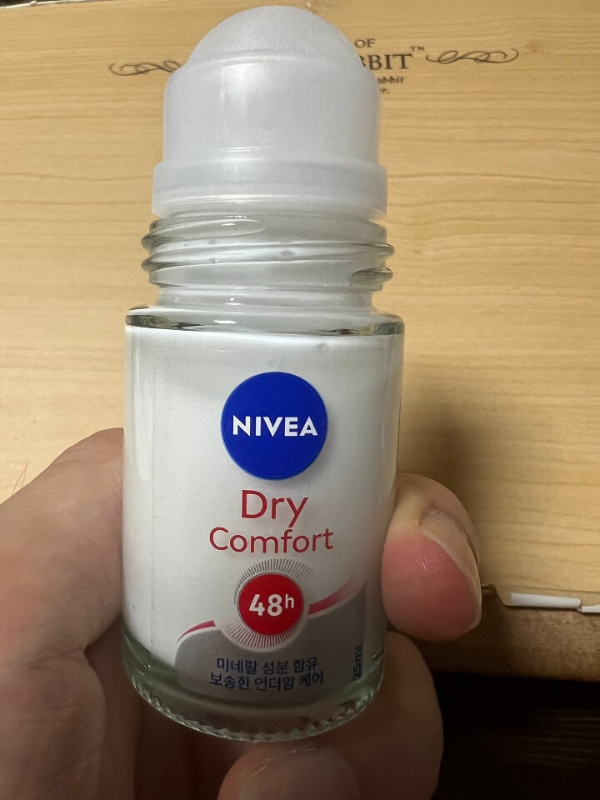 OF
NIVEA
Dry
Comfort
48h
미네랄 성분 함유
보송한 언더암 케어